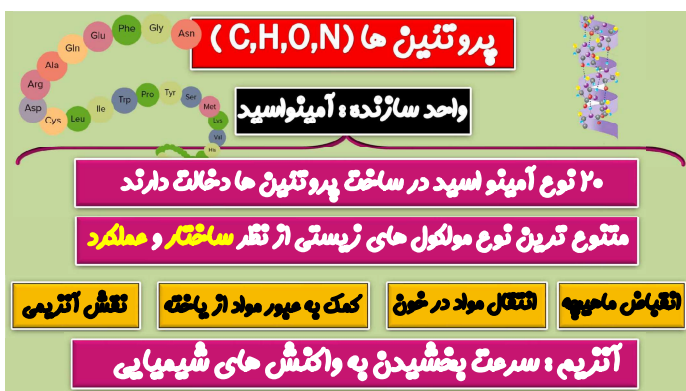 پروتئین ها (C,H,O,N)
Asn
Gly
Phe
Glu
Gln
Ala
Arg
Asp
Cys
Leu
Ile
Trp
Pro
Tyr
Ser
Met
Lys
Val
His
واحد سازنده : آمینواسید
۲۰ نوع آمینو اسید در ساخت پروتئین ها دخالت دارند
متنوع ترین نوع مولکول های زیستی از نظر ساختار و عملکرد
انقباض ماهیچه
انتقال مواد در خون
کمک به عبور مواد از یاخته
نقش آنزیمی
آنزیم : سرعت بخشیدن به واکنش های شیمیایی